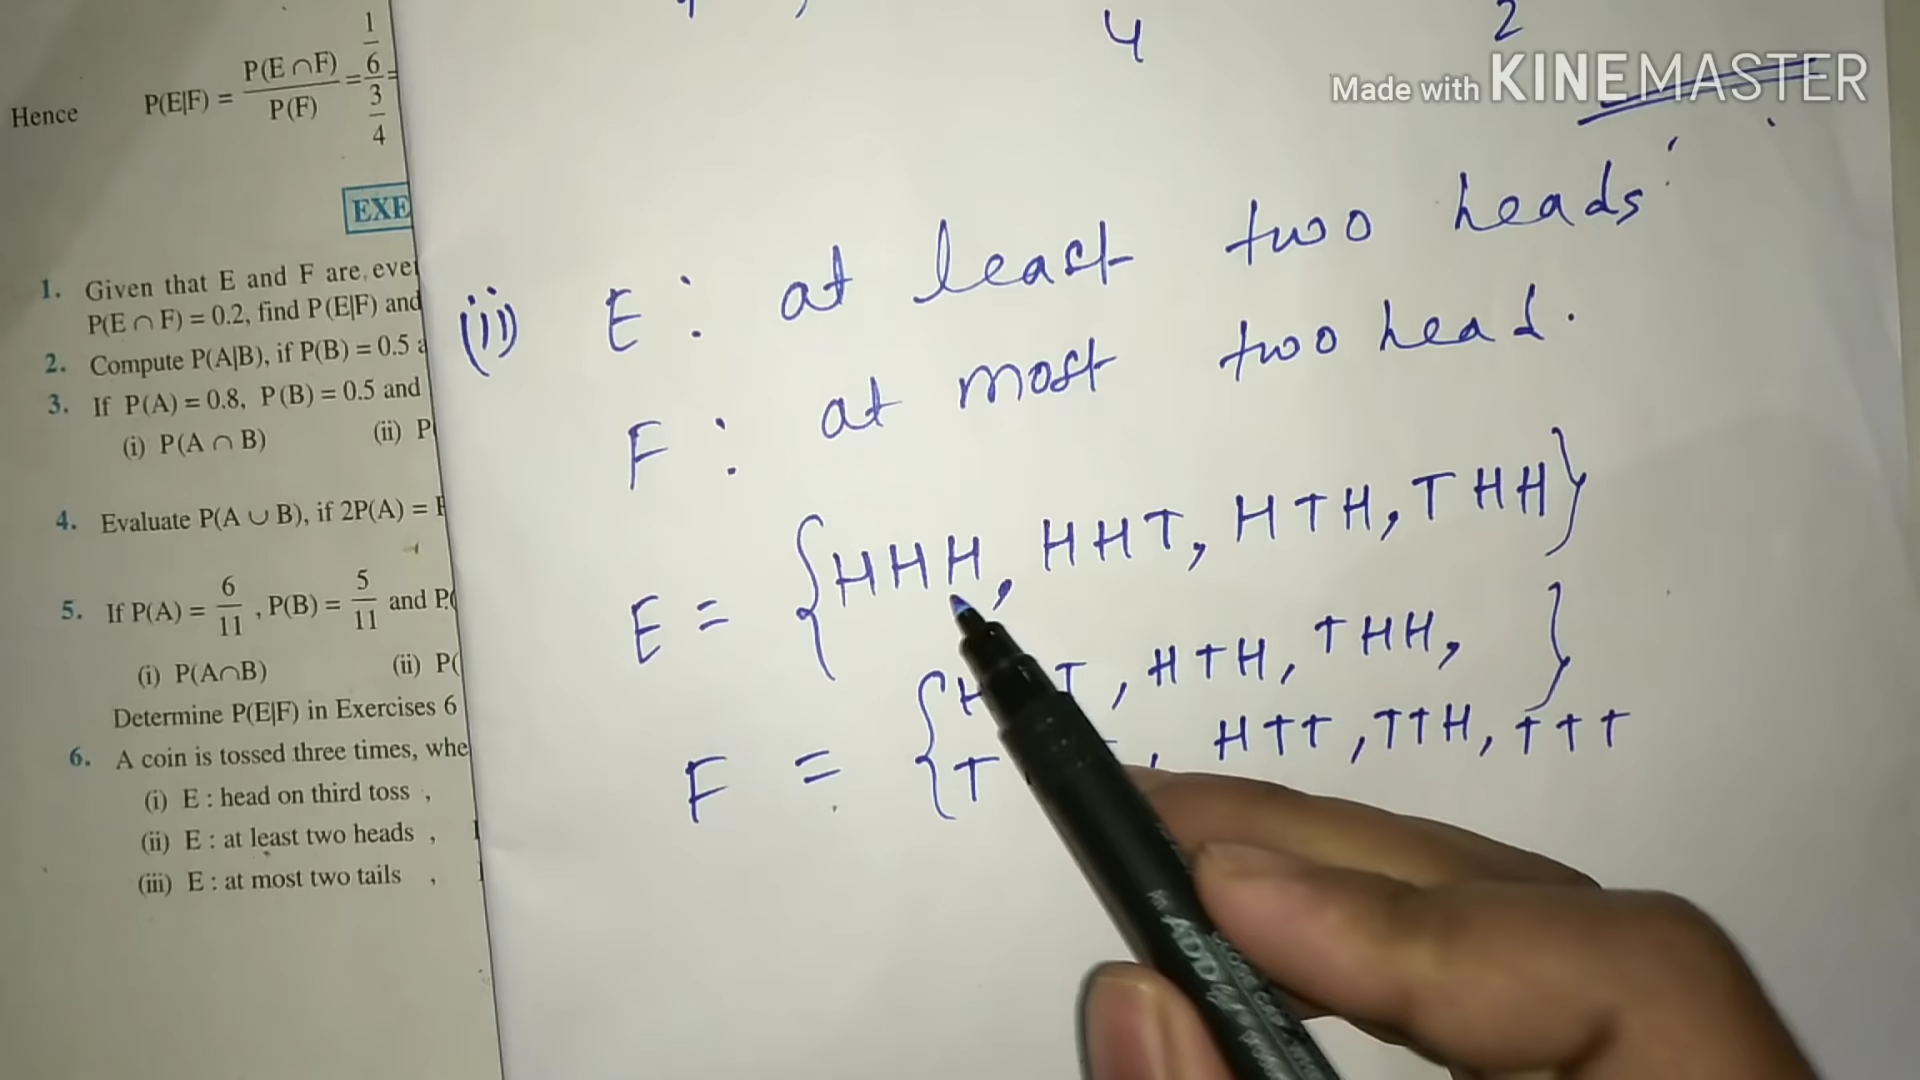 4 2
Made with KINEMASTER
Hence P(E|F) = P(E ∩ F) / P(F) = 1/6 / 3/4 =
EXE
1. Given that E and F are
P(E ∩ F) = 0.2, find P(E|F) and
2. Compute P(A|B), if P(B) = 0.5
3. If P(A) = 0.8, P(B) = 0.5 and
(i) P(A ∩ B) (ii) P
4. Evaluate P(A ∪ B), if 2P(A) =
5. If P(A) = 6/11 , P(B) = 5/11 and P(
(i) P(A∩B) (ii) P(
Determine P(E|F) in Exercises 6
6. A coin is tossed three times, whe
(i) E : head on third toss ,
(ii) E : at least two heads ,
(iii) E : at most two tails ,
(ii) E : at least two heads
F : at most two head.
E = {HHH, HHT, HTH, THH}
F = {H T , HTH, THH, }
T , HTT , TTH, TTT
ADD